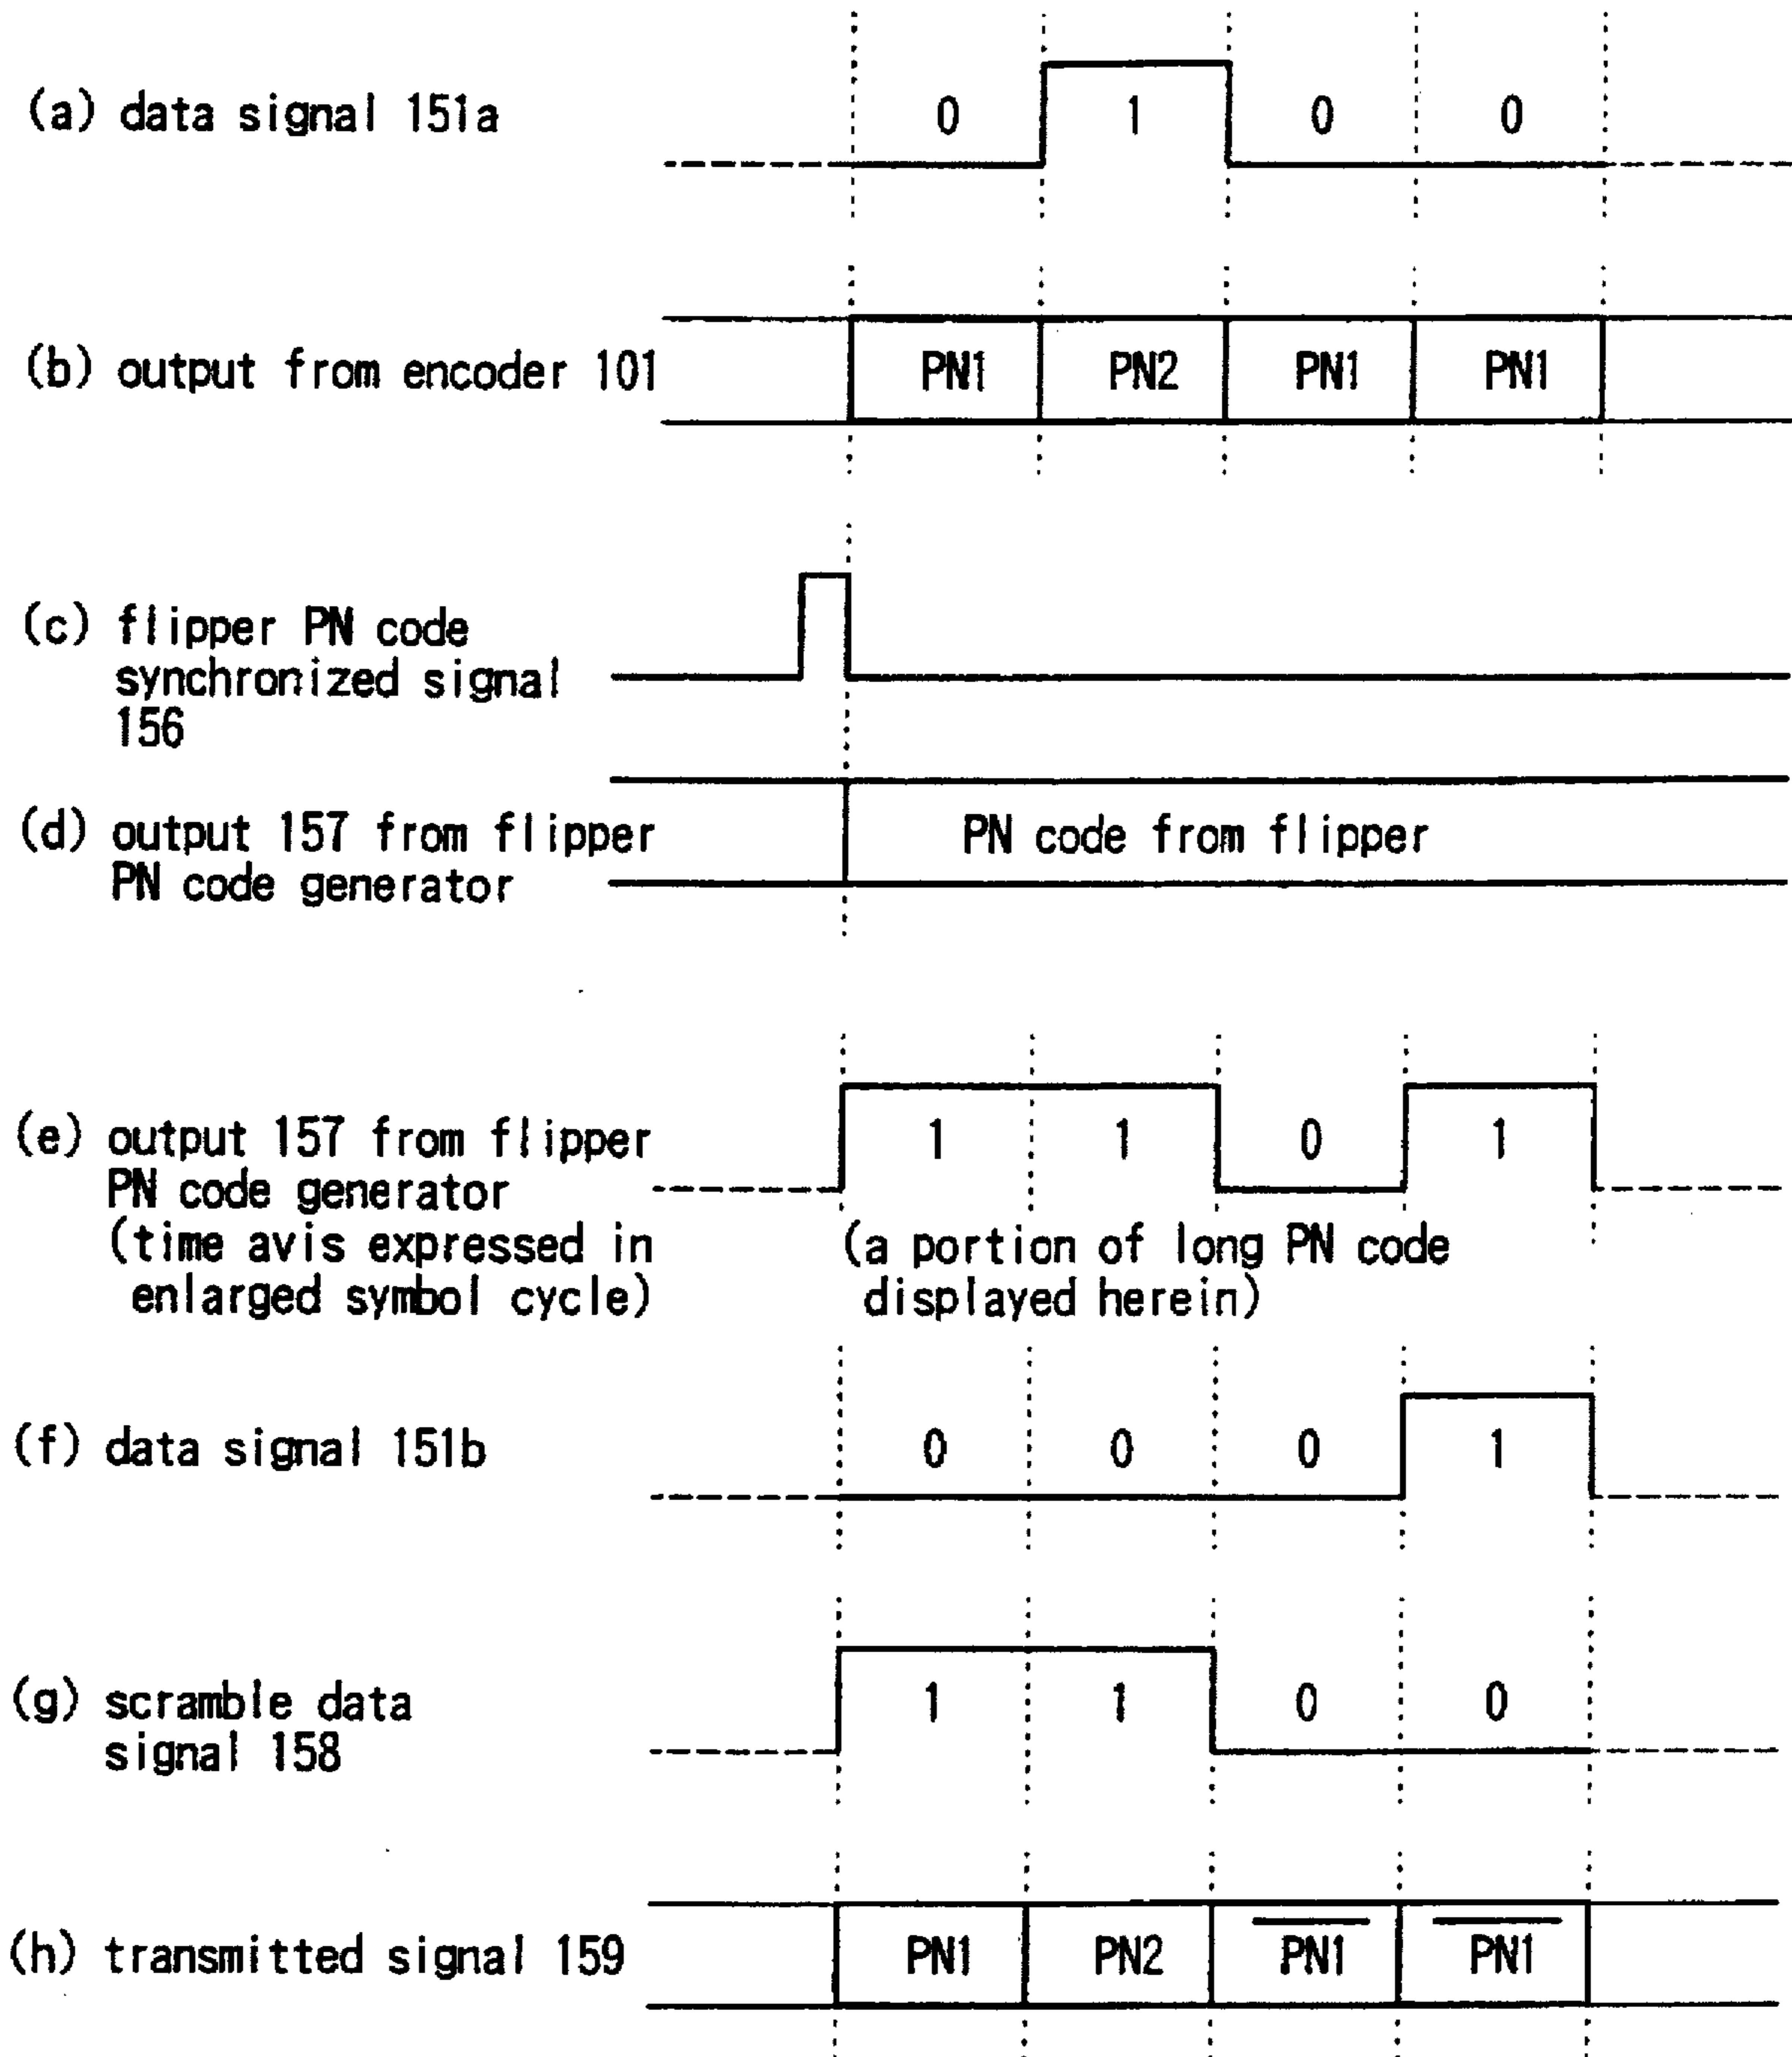 (a) data signal 151a
0 1 0 0
(b) output from encoder 101
PN1 PN2 PN1 PN1
(c) flipper PN code
synchronized signal
156
(d) output 157 from flipper
PN code generator
PN code from flipper
(e) output 157 from flipper
PN code generator
(time avis expressed in
enlarged symbol cycle)
1 1 0 1
(a portion of long PN code
displayed herein)
(f) data signal 151b
0 0 0 1
(g) scramble data
signal 158
1 1 0 0
(h) transmitted signal 159
PN1 PN2 P̅N̅1̅ P̅N̅1̅